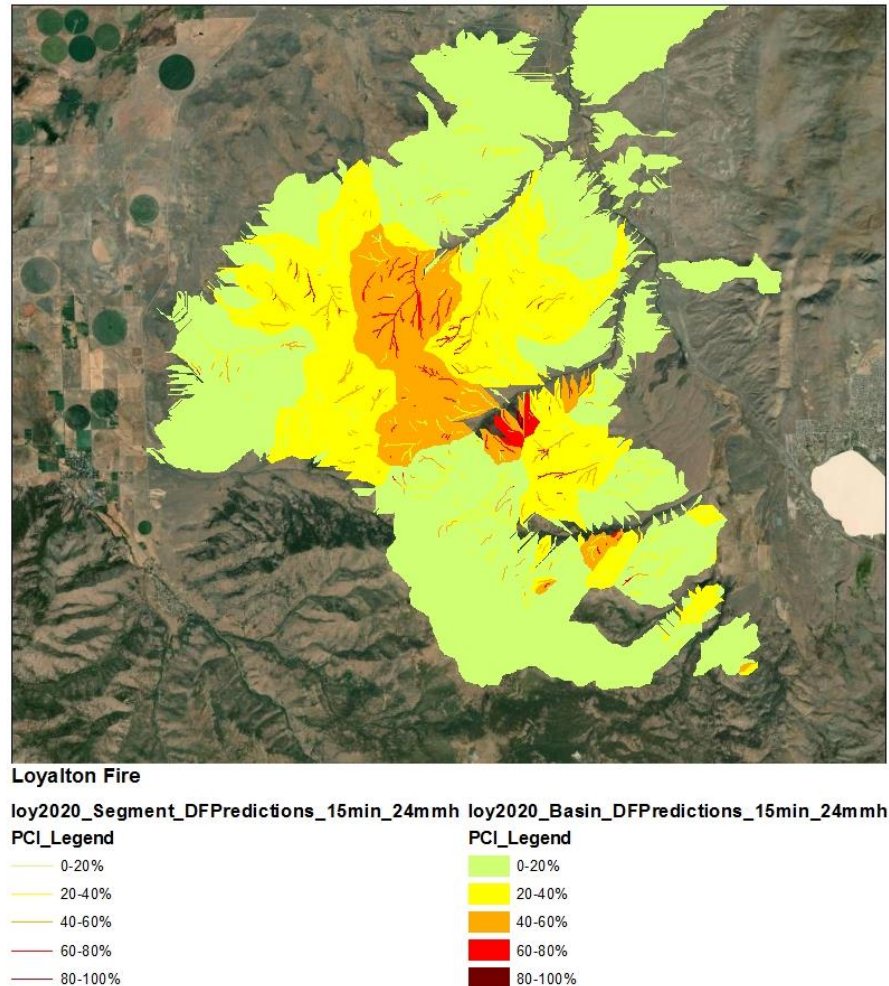 Loyalton Fire
loy2020_Segment_DFPredictions_15min_24mmh
PCI_Legend
0-20%
20-40%
40-60%
60-80%
80-100%
loy2020_Basin_DFPredictions_15min_24mmh
PCI_Legend
0-20%
20-40%
40-60%
60-80%
80-100%